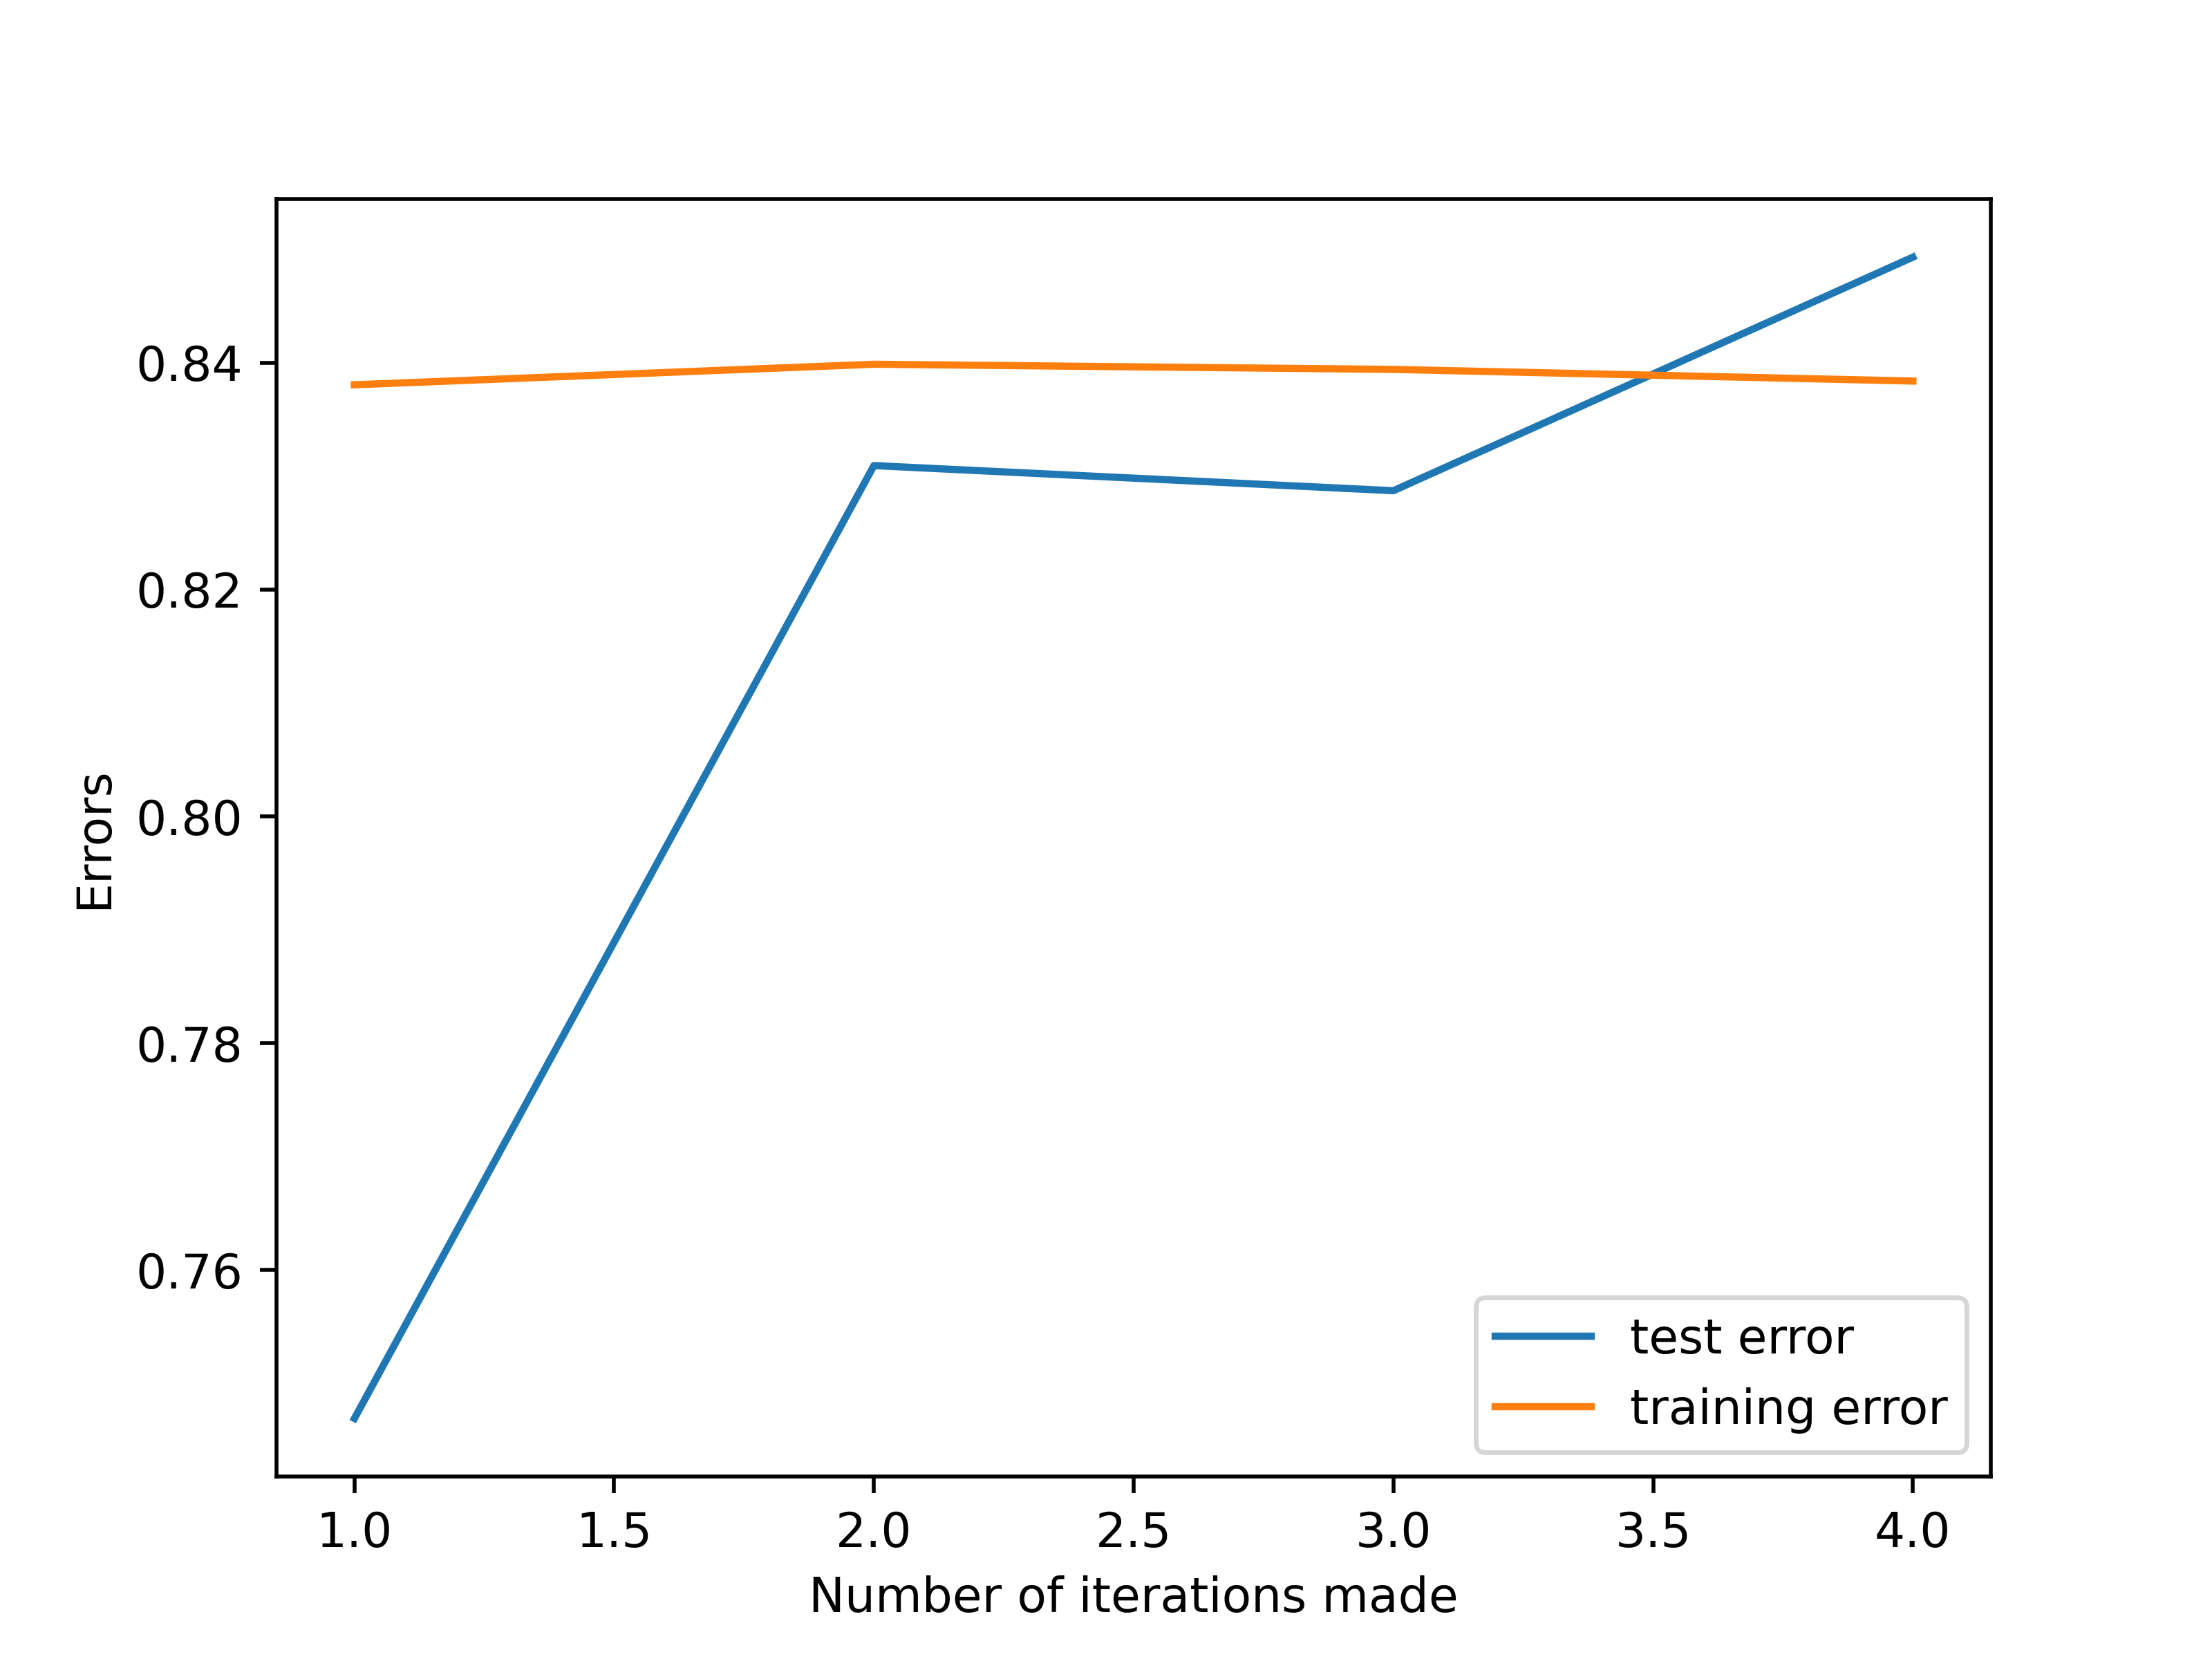 0.84
0.82
0.80
0.78
0.76
Errors
test error
training error
1.0 1.5 2.0 2.5 3.0 3.5 4.0
Number of iterations made